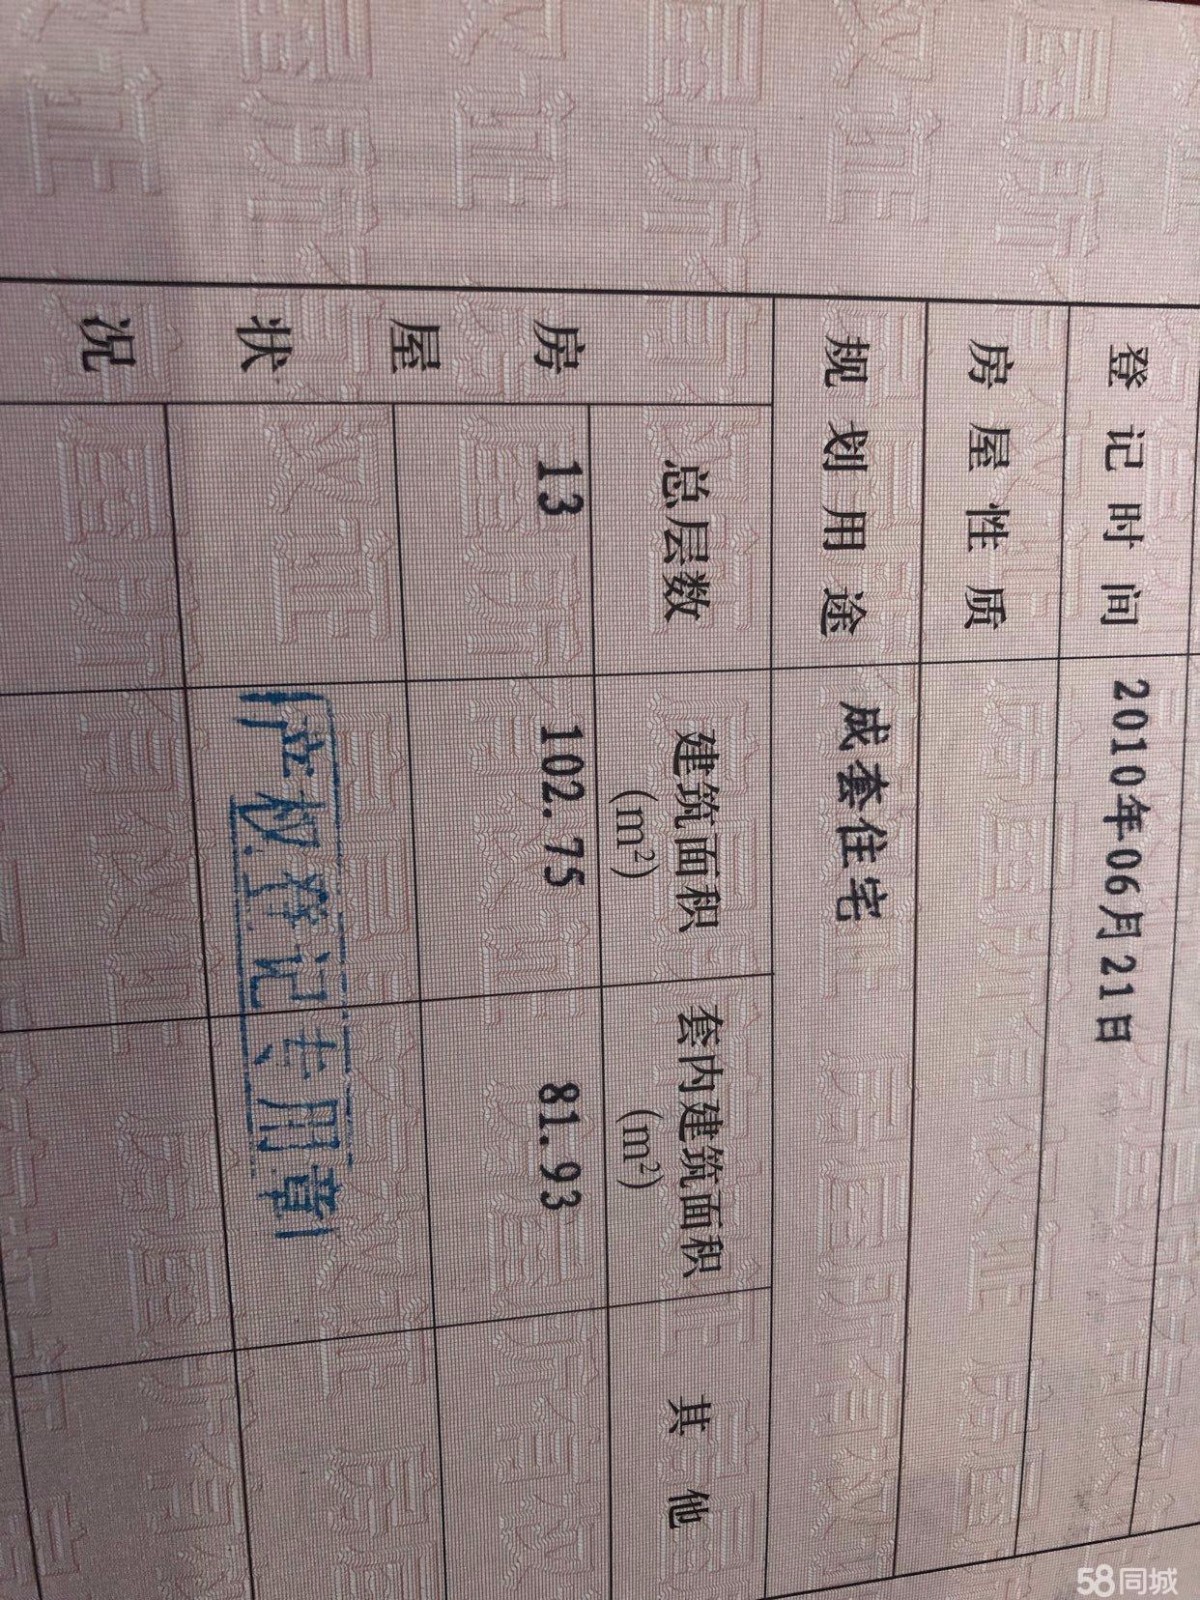 登记时间 2010年06月21日
房屋性质
规划用途 成套住宅
房屋状况
总层数 建筑面积(m²) 套内建筑面积(m²) 其他
13 102.75 81.93
产权登记专用章
58同城